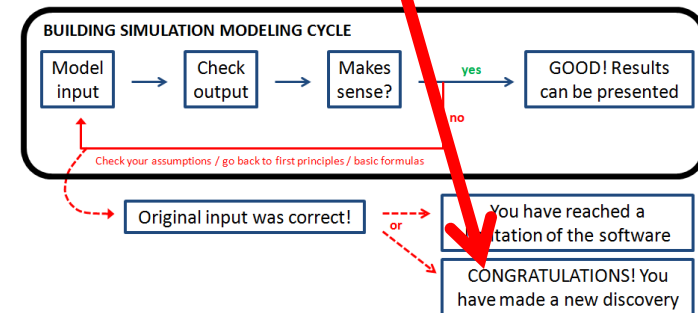 BUILDING SIMULATION MODELING CYCLE
Model
input
Check
output
Makes
sense?
yes
GOOD! Results
can be presented
no
Check your assumptions / go back to first principles / basic formulas
Original input was correct!
or
You have reached a
of the software
CONGRATULATIONS! You
have made a new discovery